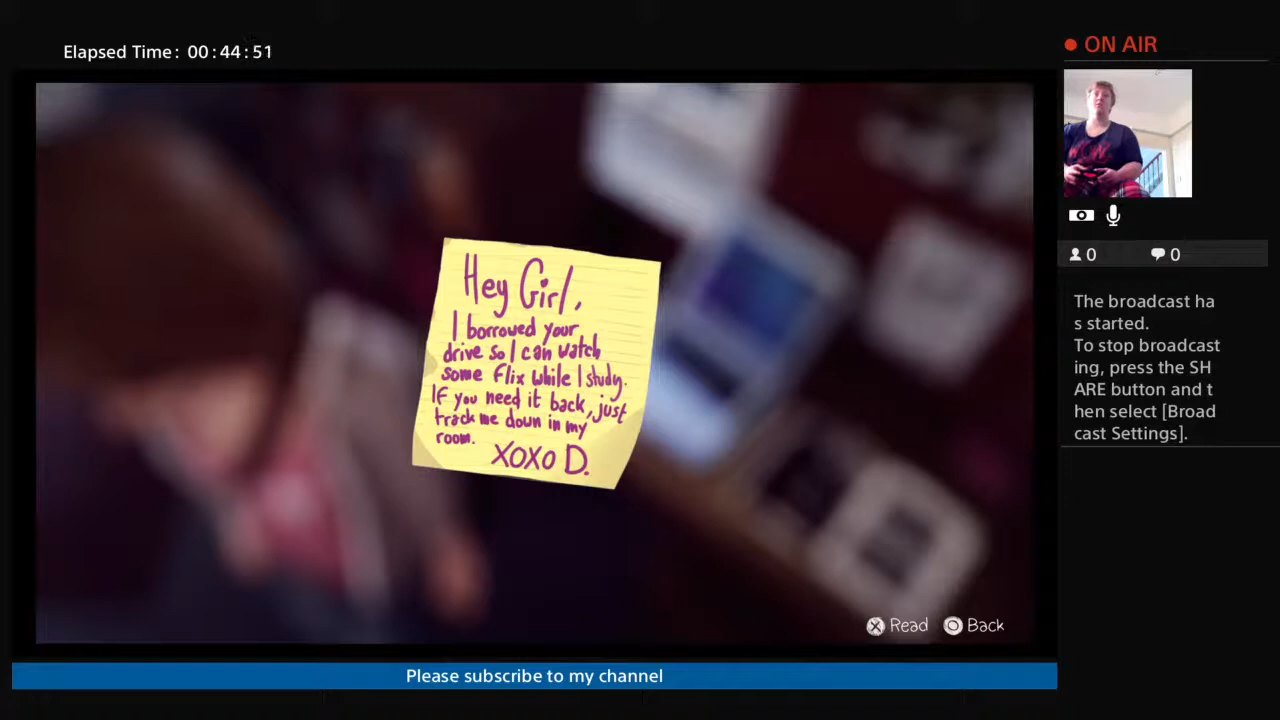 Elapsed Time: 00:44:51
ON AIR
0 0
The broadcast ha
s started.
To stop broadcast
ing, press the SH
ARE button and t
hen select [Broad
cast Settings].
Hey Girl,
I borrowed your
drive so I can watch
some Flix while I study.
If you need it back, just
track me down in my
room.
XOXO D.
Read Back
Please subscribe to my channel